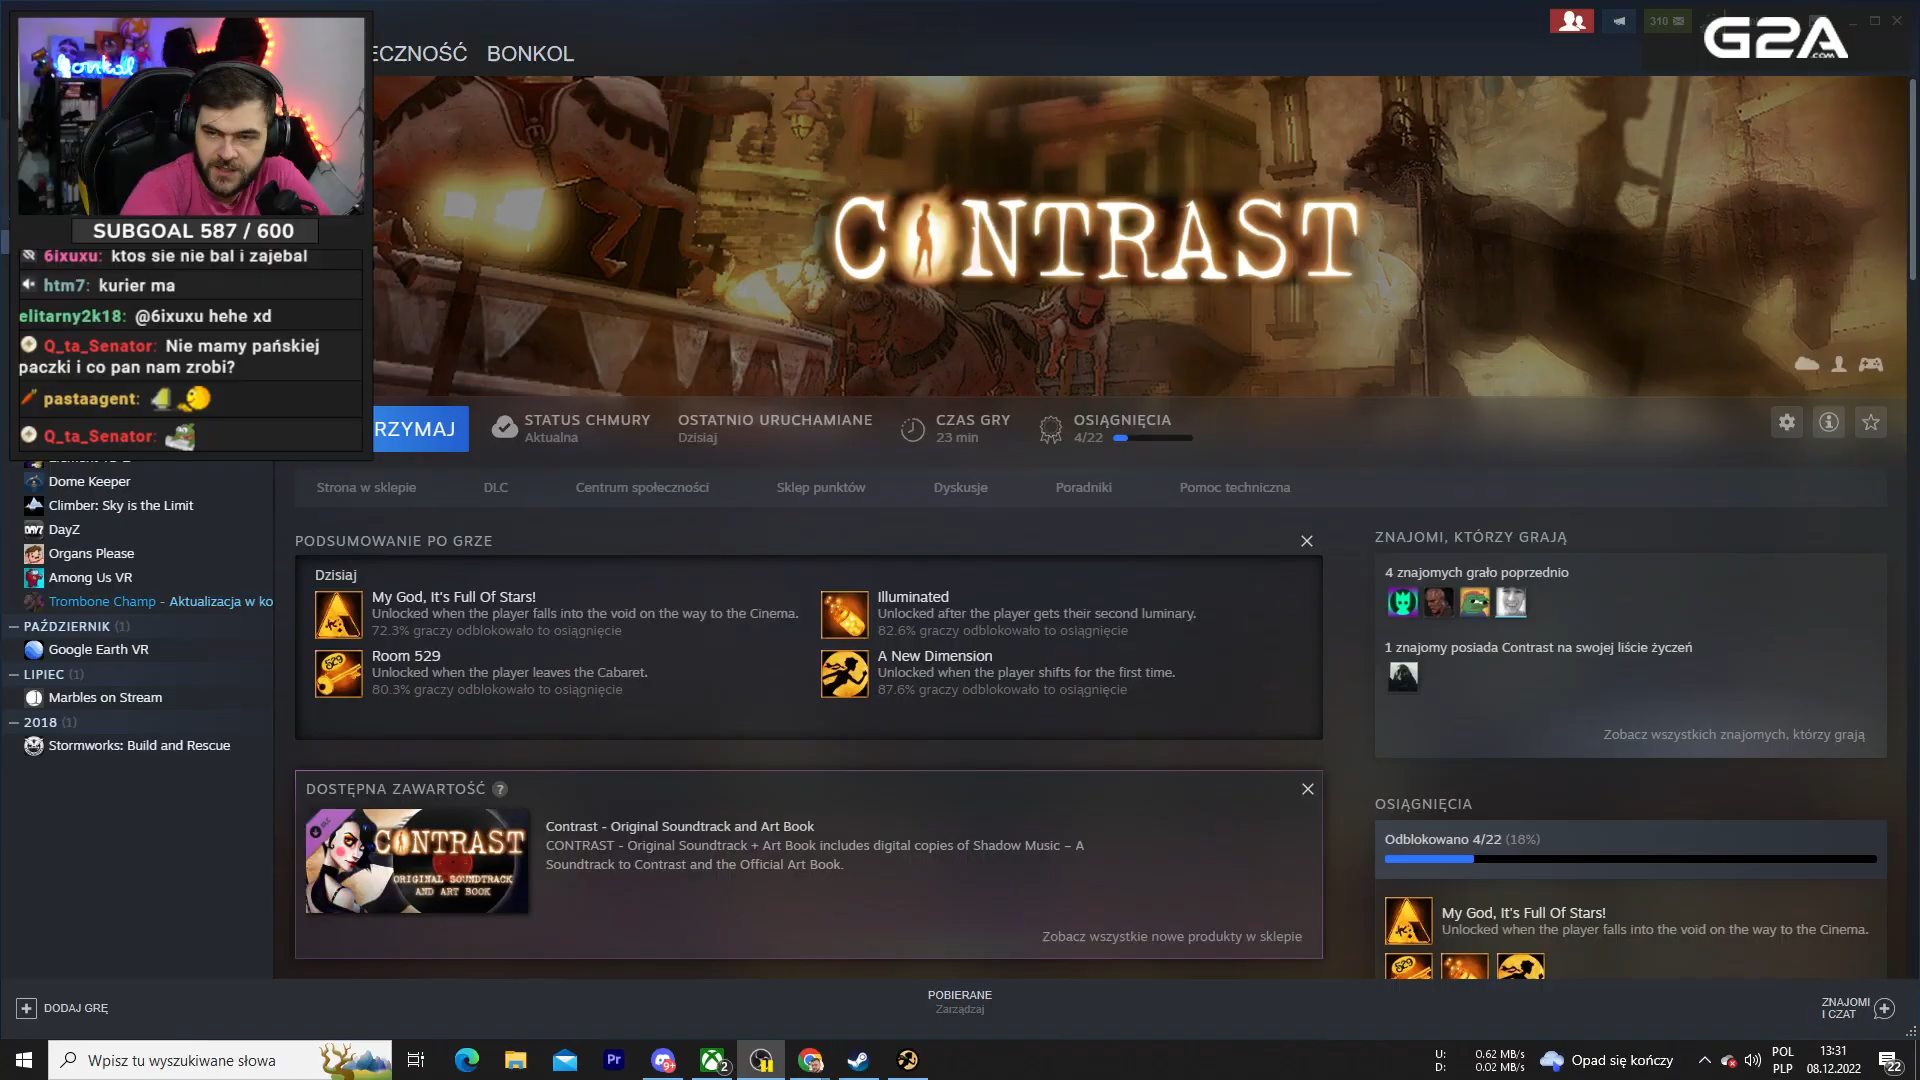 310
G2A
.COM
ECZNOŚĆ BONKOL
bonkol
CONTRAST
SUBGOAL 587 / 600
6ixuxu: ktos sie nie bal i zajebal
htm7: kurier ma
elitarny2k18: @6ixuxu hehe xd
Q_ta_Senator: Nie mamy pańskiej
paczki i co pan nam zrobi?
pastaagent:
Q_ta_Senator:
RZYMAJ
STATUS CHMURY
Aktualna
OSTATNIO URUCHAMIANE
Dzisiaj
CZAS GRY
23 min
OSIĄGNIĘCIA
4/22
Strona w sklepie DLC Centrum społeczności Sklep punktów Dyskusje Poradniki Pomoc techniczna
Dome Keeper
Climber: Sky is the Limit
DayZ
Organs Please
Among Us VR
Trombone Champ - Aktualizacja w ko
— PAŹDZIERNIK (1)
Google Earth VR
— LIPIEC (1)
Marbles on Stream
— 2018 (1)
Stormworks: Build and Rescue
PODSUMOWANIE PO GRZE
Dzisiaj
My God, It's Full Of Stars!
Unlocked when the player falls into the void on the way to the Cinema.
72.3% graczy odblokowało to osiągnięcie
Illuminated
Unlocked after the player gets their second luminary.
82.6% graczy odblokowało to osiągnięcie
529
Room 529
Unlocked when the player leaves the Cabaret.
80.3% graczy odblokowało to osiągnięcie
A New Dimension
Unlocked when the player shifts for the first time.
87.6% graczy odblokowało to osiągnięcie
DOSTĘPNA ZAWARTOŚĆ ?
DLC
CONTRAST
ORIGINAL SOUNDTRACK
AND ART BOOK
Contrast - Original Soundtrack and Art Book
CONTRAST - Original Soundtrack + Art Book includes digital copies of Shadow Music – A
Soundtrack to Contrast and the Official Art Book.
Zobacz wszystkie nowe produkty w sklepie
ZNAJOMI, KTÓRZY GRAJĄ
4 znajomych grało poprzednio
1 znajomy posiada Contrast na swojej liście życzeń
Zobacz wszystkich znajomych, którzy grają
OSIĄGNIĘCIA
Odblokowano 4/22 (18%)
My God, It's Full Of Stars!
Unlocked when the player falls into the void on the way to the Cinema.
529
DODAJ GRĘ
POBIERANE
Zarządzaj
ZNAJOMI
I CZAT
Wpisz tu wyszukiwane słowa
Pr
9+
2
U: 0.62 MB/s
D: 0.02 MB/s
Opad się kończy
POL
PLP
13:31
08.12.2022
22